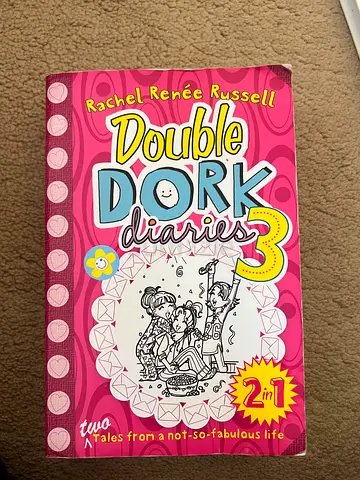 Rachel Renée Russell
Double
DORK
diaries 3
2 in 1
two
Tales from a not-so-fabulous life